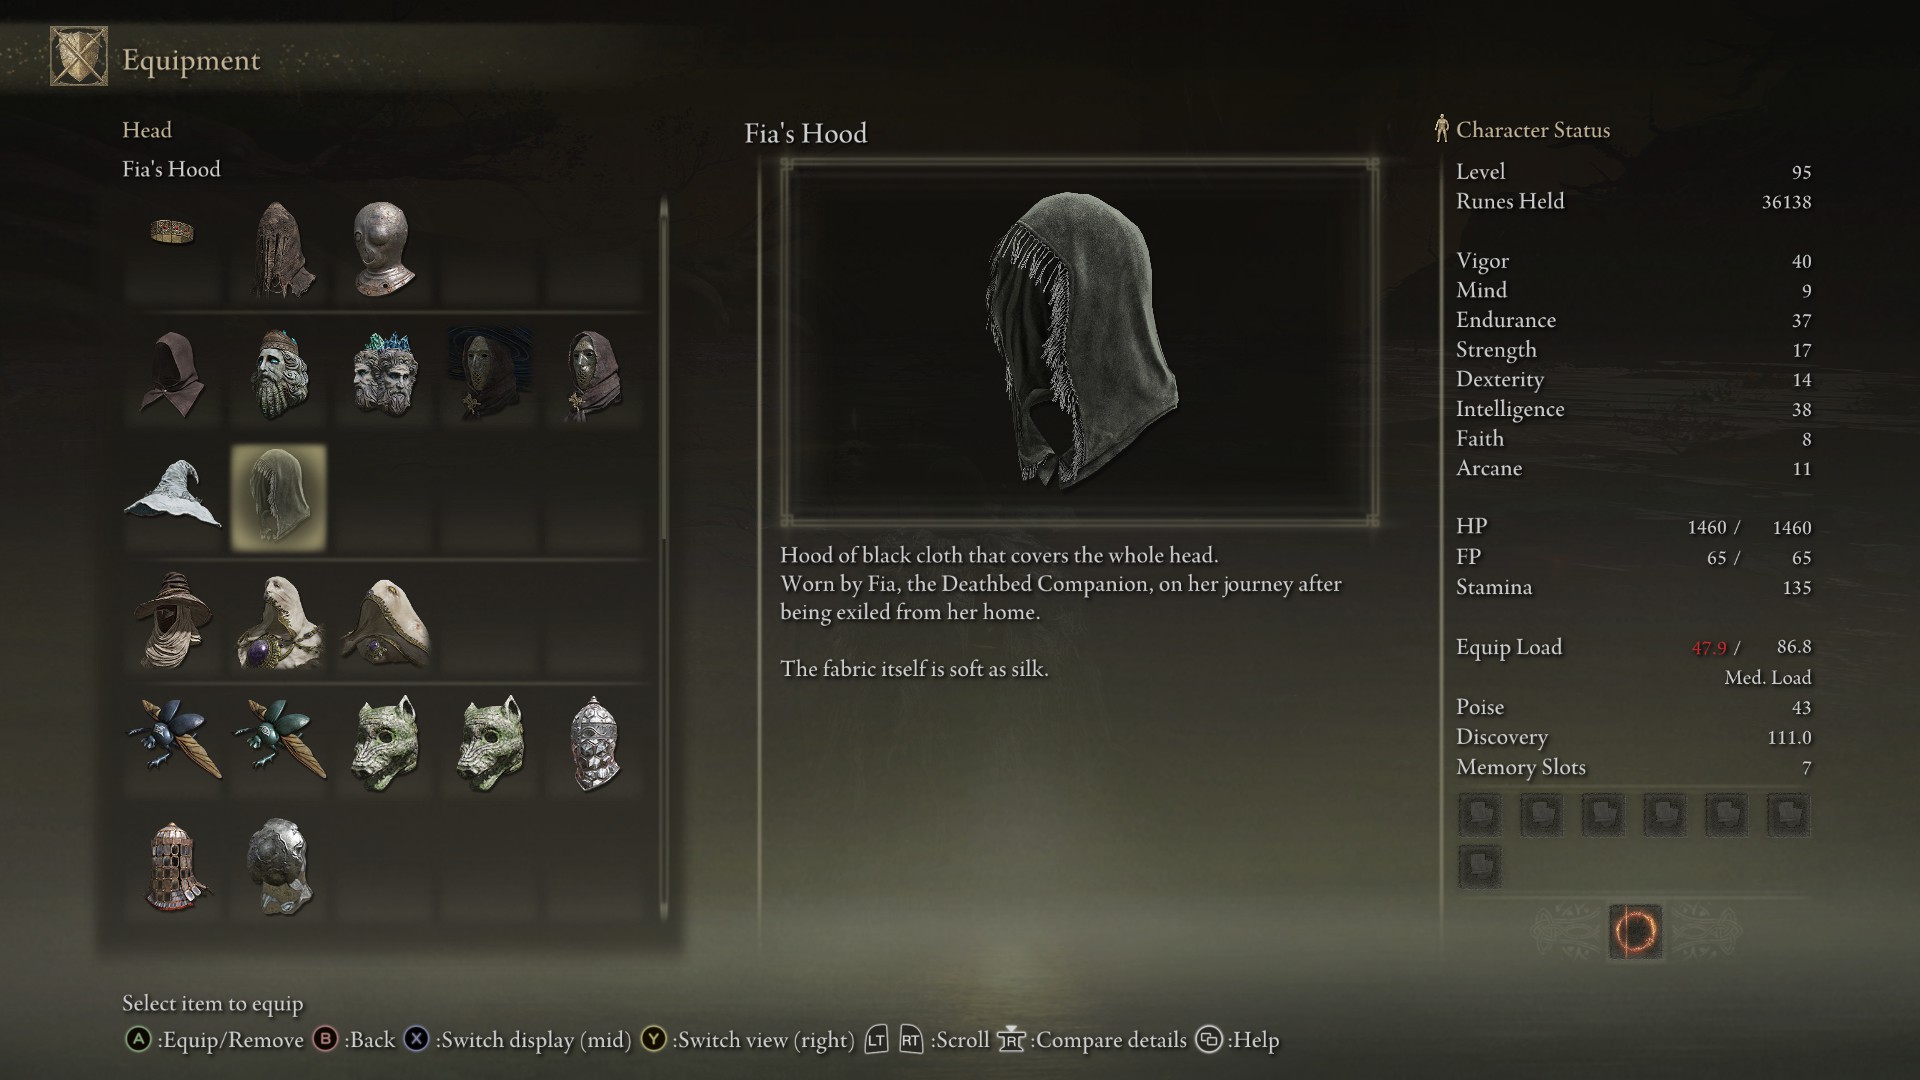 Equipment
Head
Fia's Hood
Fia's Hood
Hood of black cloth that covers the whole head.
Worn by Fia, the Deathbed Companion, on her journey after
being exiled from her home.
The fabric itself is soft as silk.
Character Status
Level 95
Runes Held 36138
Vigor 40
Mind 9
Endurance 37
Strength 17
Dexterity 14
Intelligence 38
Faith 8
Arcane 11
HP 1460 / 1460
FP 65 / 65
Stamina 135
Equip Load 47.9 / 86.8
Med. Load
Poise 43
Discovery 111.0
Memory Slots 7
Select item to equip
A :Equip/Remove B :Back X :Switch display (mid) Y :Switch view (right) LT RT :Scroll R :Compare details :Help